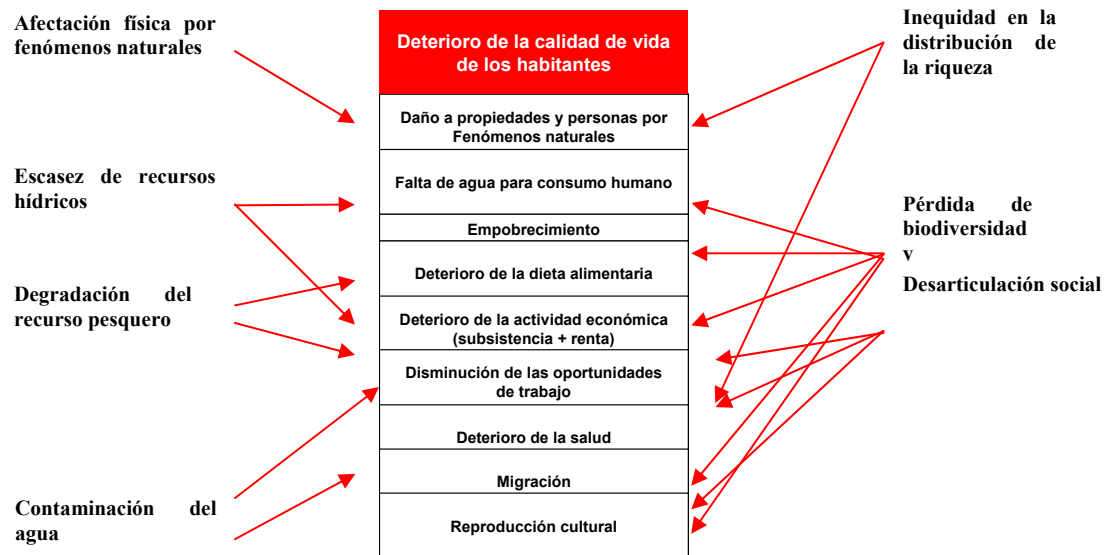 Afectación física por
fenómenos naturales
Escasez de recursos
hídricos
Degradación del
recurso pesquero
Contaminación del
agua
Deterioro de la calidad de vida
de los habitantes
Daño a propiedades y personas por
Fenómenos naturales
Falta de agua para consumo humano
Empobrecimiento
Deterioro de la dieta alimentaria
Deterioro de la actividad económica
(subsistencia + renta)
Disminución de las oportunidades
de trabajo
Deterioro de la salud
Migración
Reproducción cultural
Inequidad en la
distribución de
la riqueza
Pérdida de
biodiversidad
v
Desarticulación social